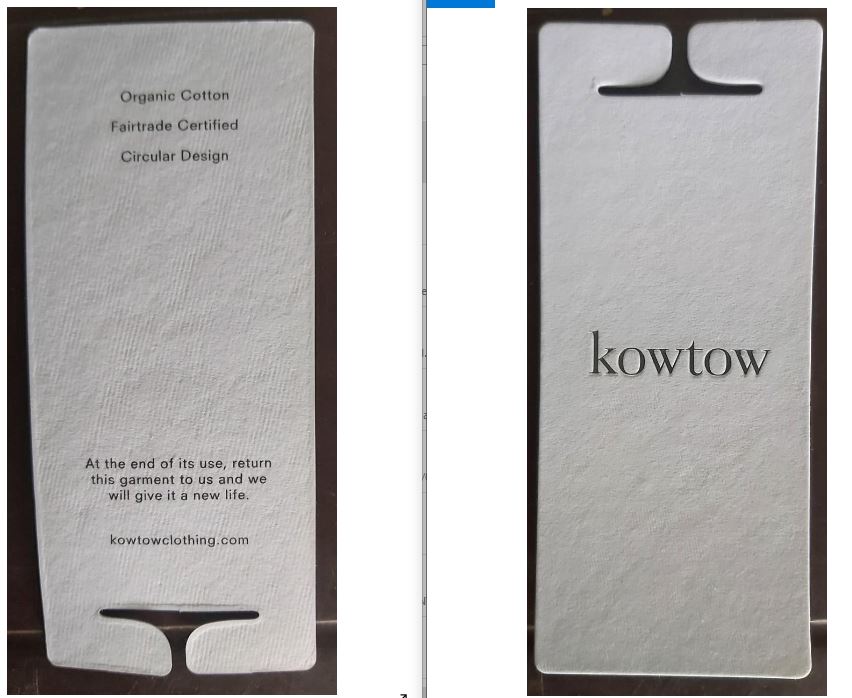 Organic Cotton
Fairtrade Certified
Circular Design
At the end of its use, return
this garment to us and we
will give it a new life.
kowtowclothing.com
kowtow